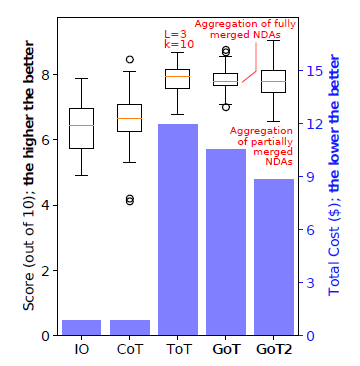 Score (out of 10); the higher the better
8
6
4
2
0
L=3
k=10
Aggregation of fully
merged NDAs
Aggregation
of partially
merged
NDAs
15
12
9
6
3
0
Total Cost ($); the lower the better
IO CoT ToT GoT GoT2